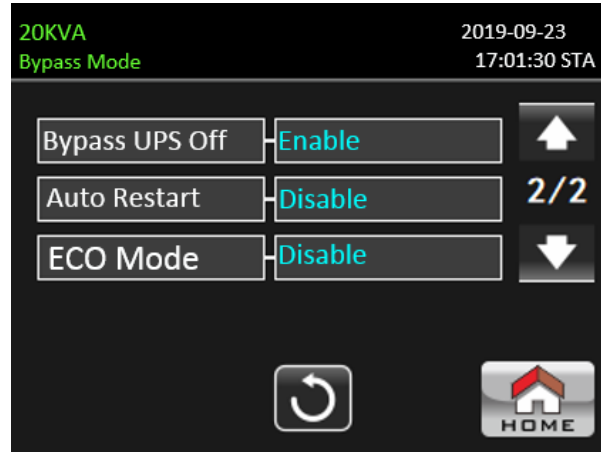 20KVA 2019-09-23
Bypass Mode 17:01:30 STA
Bypass UPS Off Enable
Auto Restart Disable
2/2
ECO Mode Disable
HOME